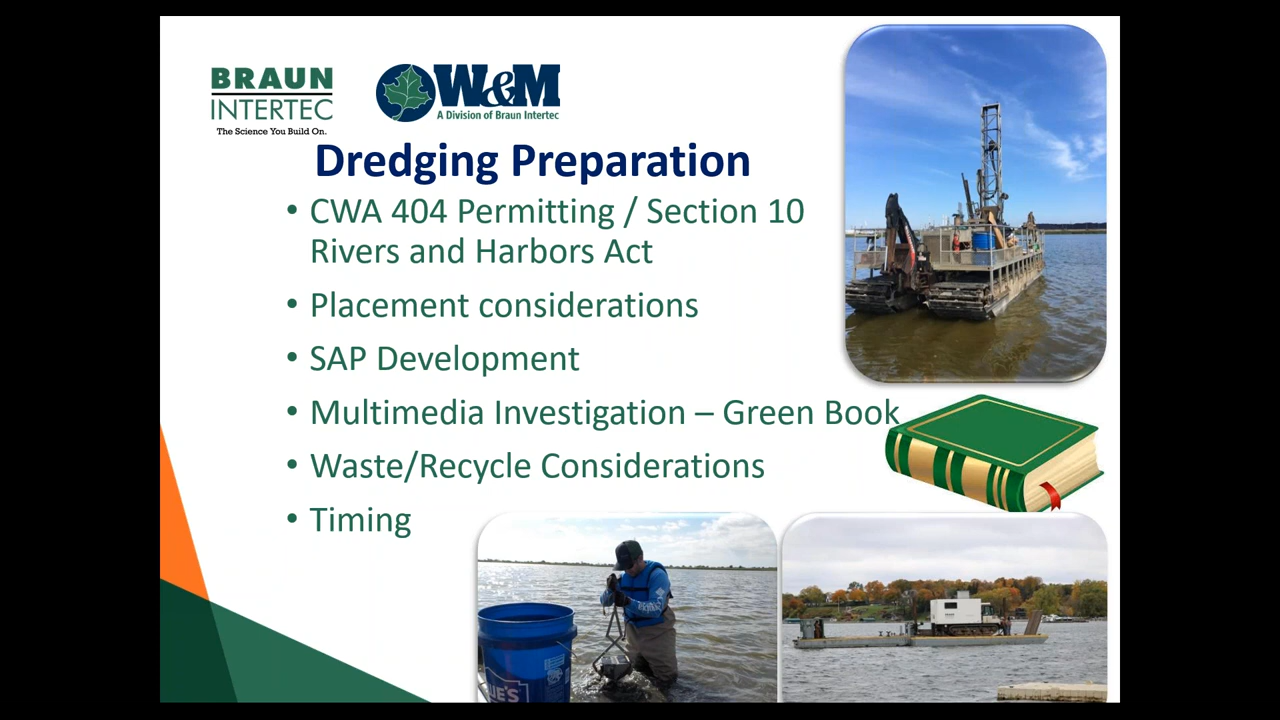 BRAUN
INTERTEC
The Science You Build On.
W&M
A Division of Braun Intertec
Dredging Preparation
• CWA 404 Permitting / Section 10
Rivers and Harbors Act
• Placement considerations
• SAP Development
• Multimedia Investigation – Green Book
• Waste/Recycle Considerations
• Timing